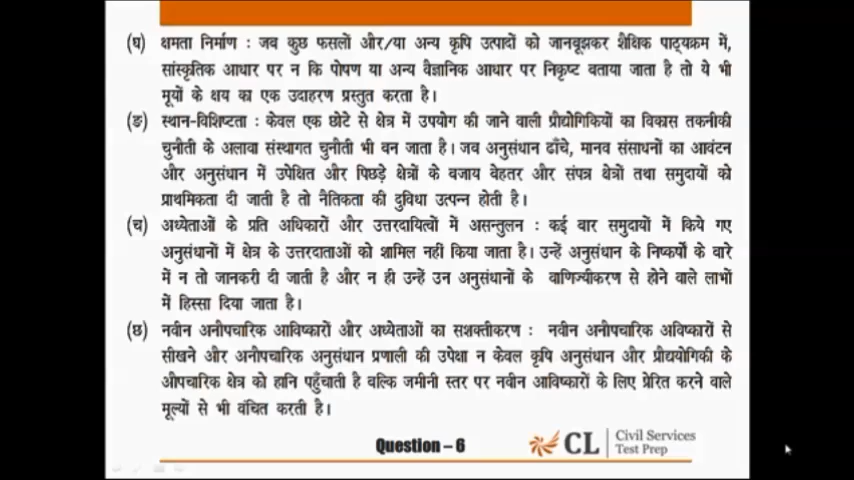 (घ) क्षमता निर्माण : जब कुछ फसलों और/या अन्य कृषि उत्पादों को जानबूझकर शैक्षिक पाठ्यक्रम में,
सांस्कृतिक आधार पर न कि पोषण या अन्य वैज्ञानिक आधार पर निकृष्ट बताया जाता है तो ये भी
मूयों के क्षय का एक उदाहरण प्रस्तुत करता है।
(ङ) स्थान-विशिष्टता : केवल एक छोटे से क्षेत्र में उपयोग की जाने वाली प्रौद्योगिकियों का विकास तकनीकी
चुनौती के अलावा संस्थागत चुनौती भी बन जाता है। जब अनुसंधान ढाँचे, मानव संसाधनों का आवंटन
और अनुसंधान में उपेक्षित और पिछड़े क्षेत्रों के बजाय बेहतर और संपन्न क्षेत्रों तथा समुदायों को
प्राथमिकता दी जाती है तो नैतिकता की दुविधा उत्पन्न होती है।
(च) अध्येताओं के प्रति अधिकारों और उत्तरदायित्वों में असन्तुलन : कई बार समुदायों में किये गए
अनुसंधानों में क्षेत्र के उत्तरदाताओं को शामिल नहीं किया जाता है। उन्हें अनुसंधान के निष्कर्षों के बारे
में न तो जानकरी दी जाती है और न ही उन्हें उन अनुसंधानों के वाणिज्यीकरण से होने वाले लाभों
में हिस्सा दिया जाता है।
(छ) नवीन अनौपचारिक आविष्कारों और अध्येताओं का सशक्तीकरण : नवीन अनौपचारिक अविष्कारों से
सीखने और अनौपचारिक अनुसंधान प्रणाली की उपेक्षा न केवल कृषि अनुसंधान और प्रौद्ययोगिकी के
औपचारिक क्षेत्र को हानि पहुँचाती है बल्कि जमीनी स्तर पर नवीन आविष्कारों के लिए प्रेरित करने वाले
मूल्यों से भी वंचित करती है।
Question – 6
CL Civil Services
Test Prep